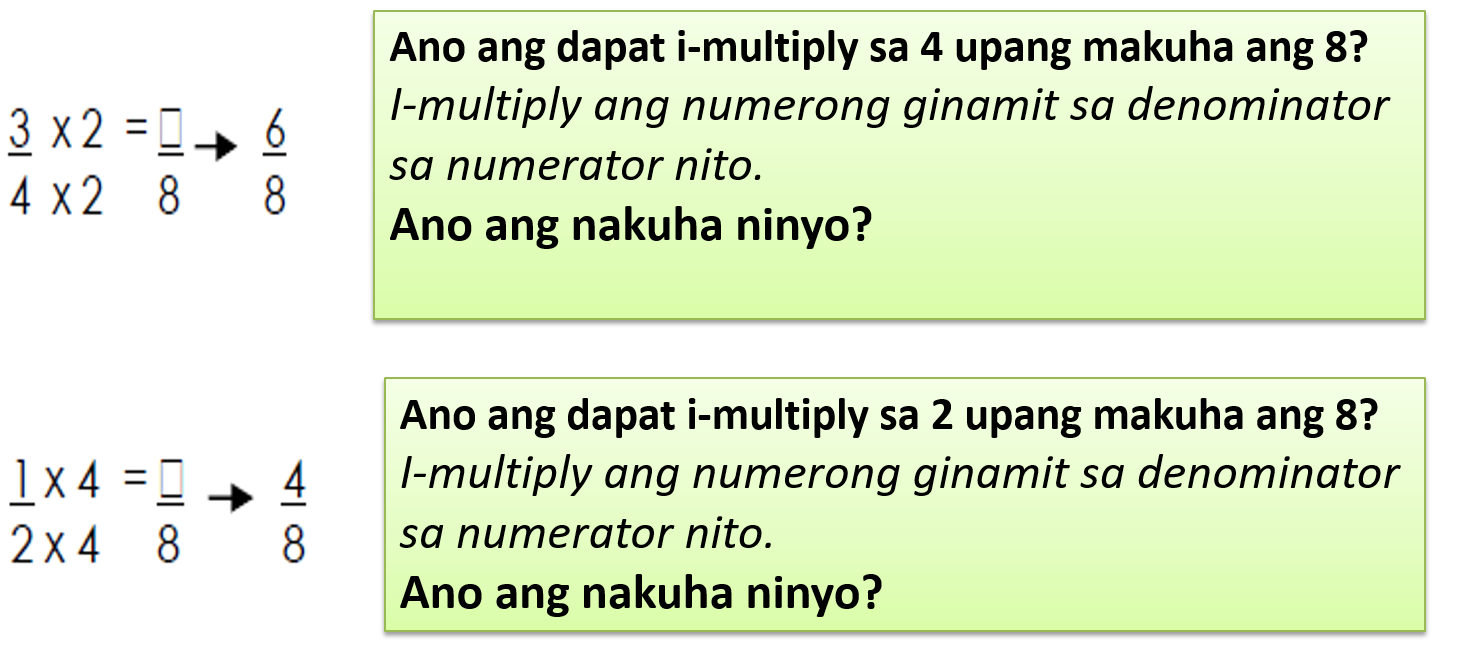 3 x 2 = □ → 6
4 x 2 8 8
Ano ang dapat i-multiply sa 4 upang makuha ang 8?
I-multiply ang numerong ginamit sa denominator
sa numerator nito.
Ano ang nakuha ninyo?
1 x 4 = □ → 4
2 x 4 8 8
Ano ang dapat i-multiply sa 2 upang makuha ang 8?
I-multiply ang numerong ginamit sa denominator
sa numerator nito.
Ano ang nakuha ninyo?